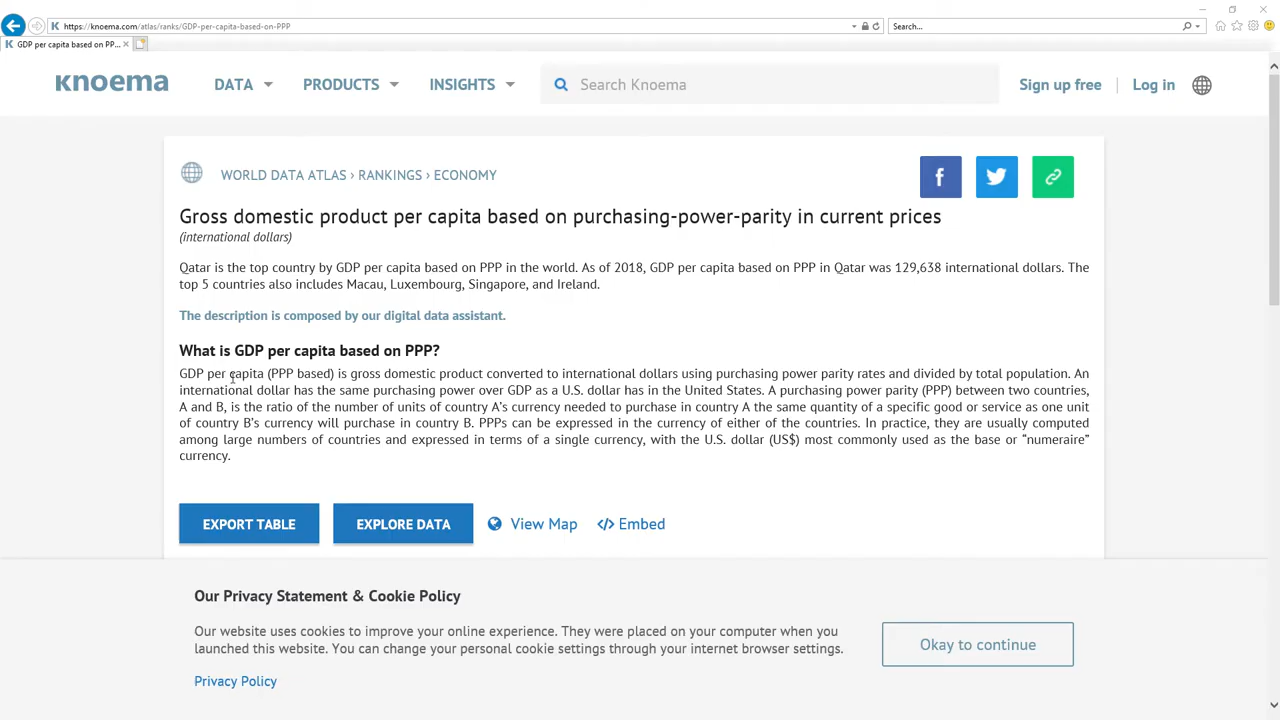 https://knoema.com/atlas/ranks/GDP-per-capita-based-on-PPP
Search...
GDP per capita based on PP...
knoema
DATA
PRODUCTS
INSIGHTS
Search Knoema
Sign up free
Log in
WORLD DATA ATLAS › RANKINGS › ECONOMY
Gross domestic product per capita based on purchasing-power-parity in current prices
(international dollars)
Qatar is the top country by GDP per capita based on PPP in the world. As of 2018, GDP per capita based on PPP in Qatar was 129,638 international dollars. The
top 5 countries also includes Macau, Luxembourg, Singapore, and Ireland.
The description is composed by our digital data assistant.
What is GDP per capita based on PPP?
GDP per capita (PPP based) is gross domestic product converted to international dollars using purchasing power parity rates and divided by total population. An
international dollar has the same purchasing power over GDP as a U.S. dollar has in the United States. A purchasing power parity (PPP) between two countries,
A and B, is the ratio of the number of units of country A's currency needed to purchase in country A the same quantity of a specific good or service as one unit
of country B's currency will purchase in country B. PPPs can be expressed in the currency of either of the countries. In practice, they are usually computed
among large numbers of countries and expressed in terms of a single currency, with the U.S. dollar (US$) most commonly used as the base or “numeraire”
currency.
EXPORT TABLE
EXPLORE DATA
View Map
Embed
Our Privacy Statement & Cookie Policy
Our website uses cookies to improve your online experience. They were placed on your computer when you
launched this website. You can change your personal cookie settings through your internet browser settings.
Okay to continue
Privacy Policy